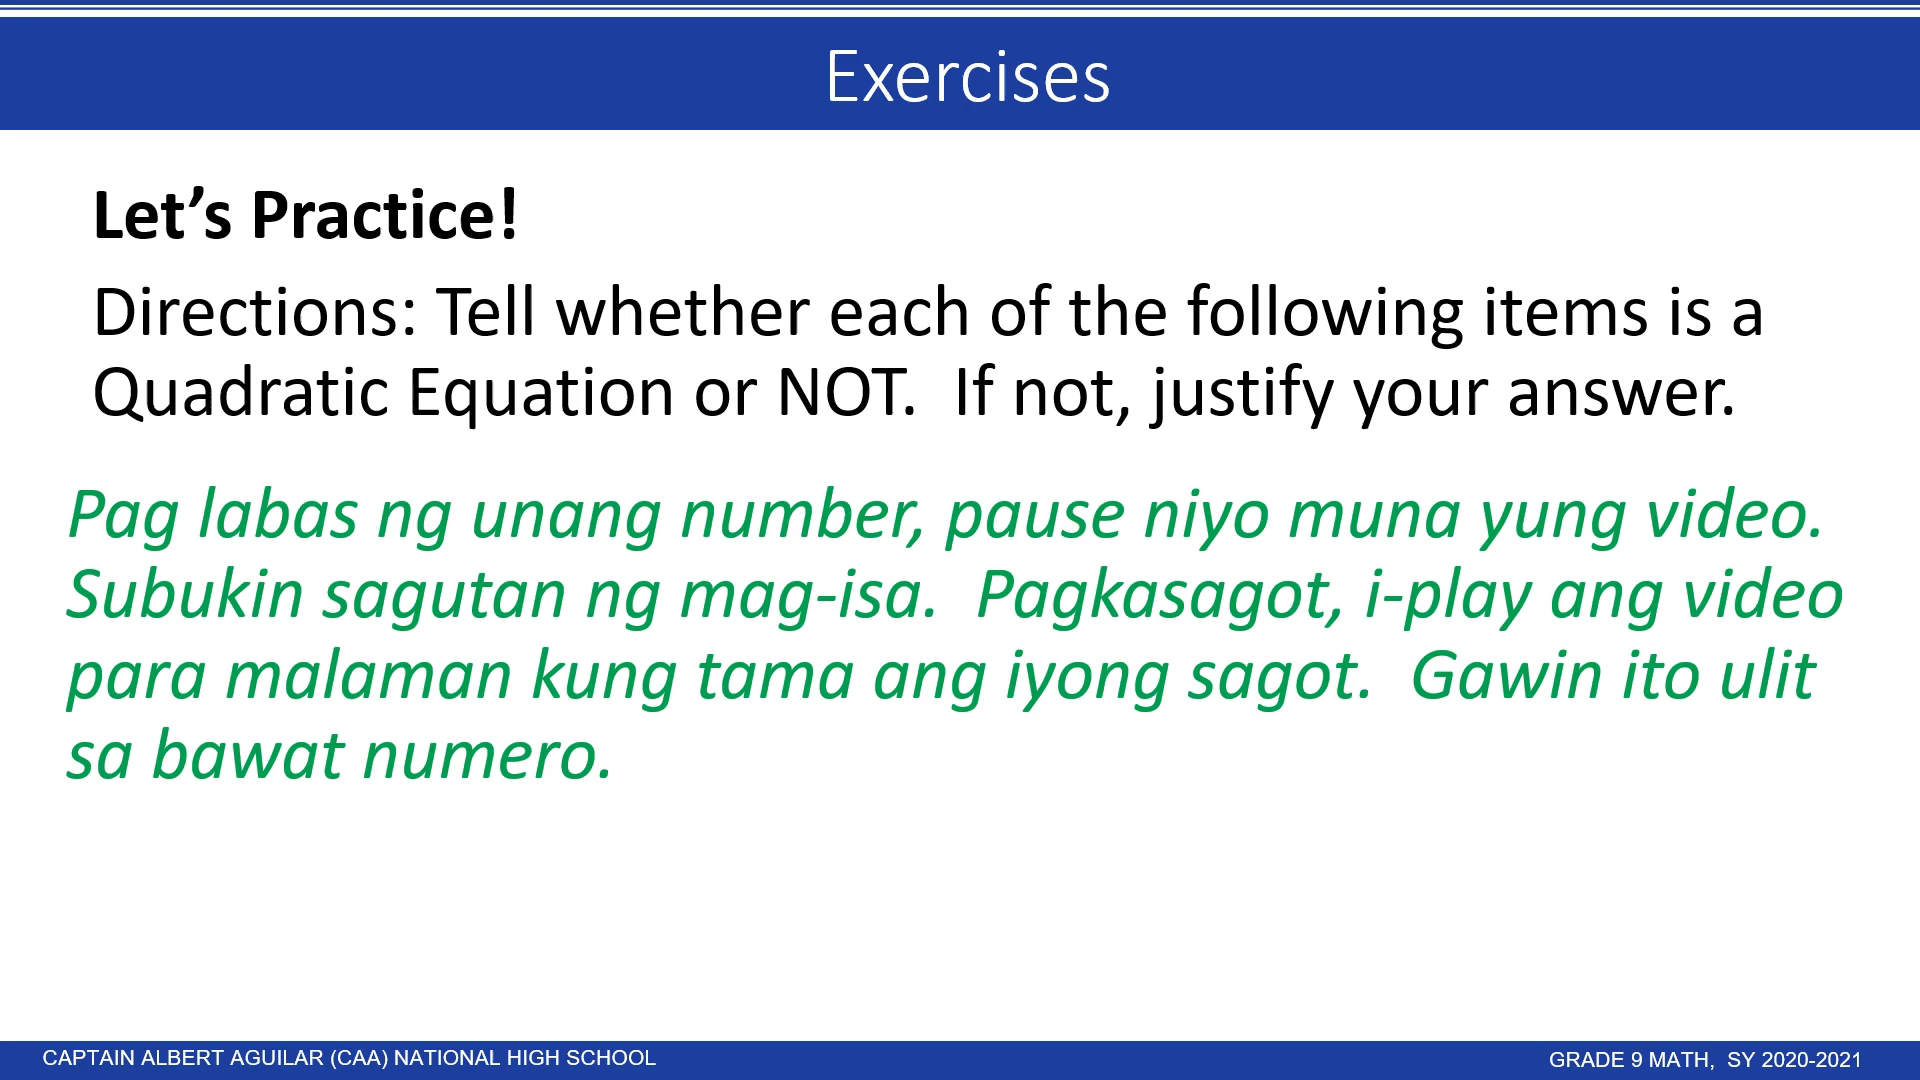 Exercises
Let’s Practice!
Directions: Tell whether each of the following items is a
Quadratic Equation or NOT.  If not, justify your answer.
Pag labas ng unang number, pause niyo muna yung video.
Subukin sagutan ng mag-isa.  Pagkasagot, i-play ang video
para malaman kung tama ang iyong sagot.  Gawin ito ulit
sa bawat numero.
CAPTAIN ALBERT AGUILAR (CAA) NATIONAL HIGH SCHOOL
GRADE 9 MATH,  SY 2020-2021